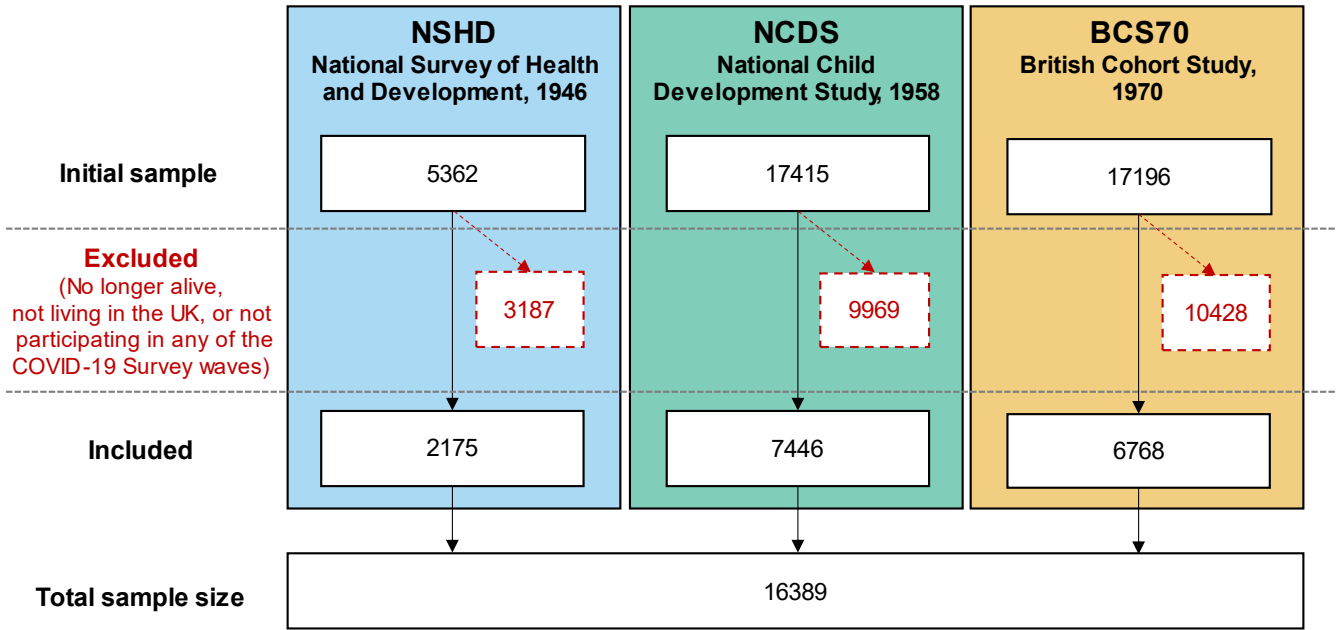 NSHD
National Survey of Health
and Development, 1946
NCDS
National Child
Development Study, 1958
BCS70
British Cohort Study,
1970
Initial sample
5362
17415
17196
Excluded
(No longer alive,
not living in the UK, or not
participating in any of the
COVID-19 Survey waves)
3187
9969
10428
Included
2175
7446
6768
Total sample size
16389